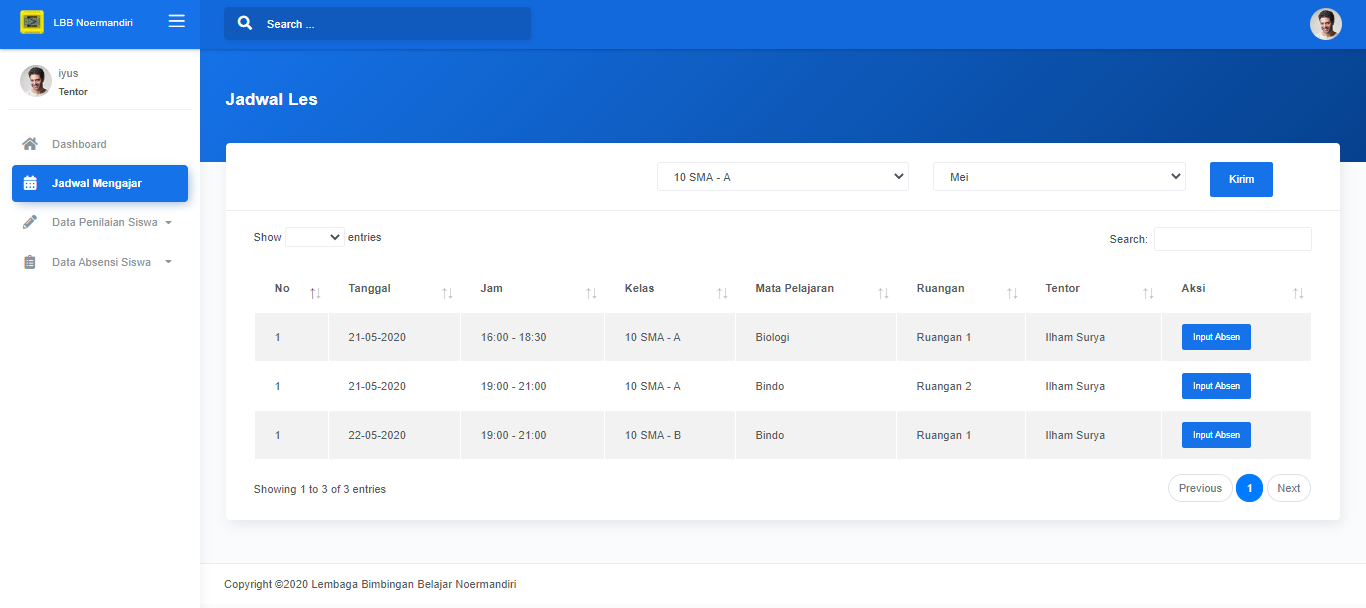 LBB Noermandiri
Search ...
iyus
Tentor
Dashboard
Jadwal Mengajar
Data Penilaian Siswa
Data Absensi Siswa
Jadwal Les
10 SMA - A Mei Kirim
Show entries Search:
No Tanggal Jam Kelas Mata Pelajaran Ruangan Tentor Aksi
1 21-05-2020 16:00 - 18:30 10 SMA - A Biologi Ruangan 1 Ilham Surya Input Absen
1 21-05-2020 19:00 - 21:00 10 SMA - A Bindo Ruangan 2 Ilham Surya Input Absen
1 22-05-2020 19:00 - 21:00 10 SMA - B Bindo Ruangan 1 Ilham Surya Input Absen
Showing 1 to 3 of 3 entries Previous 1 Next
Copyright ©2020 Lembaga Bimbingan Belajar Noermandiri